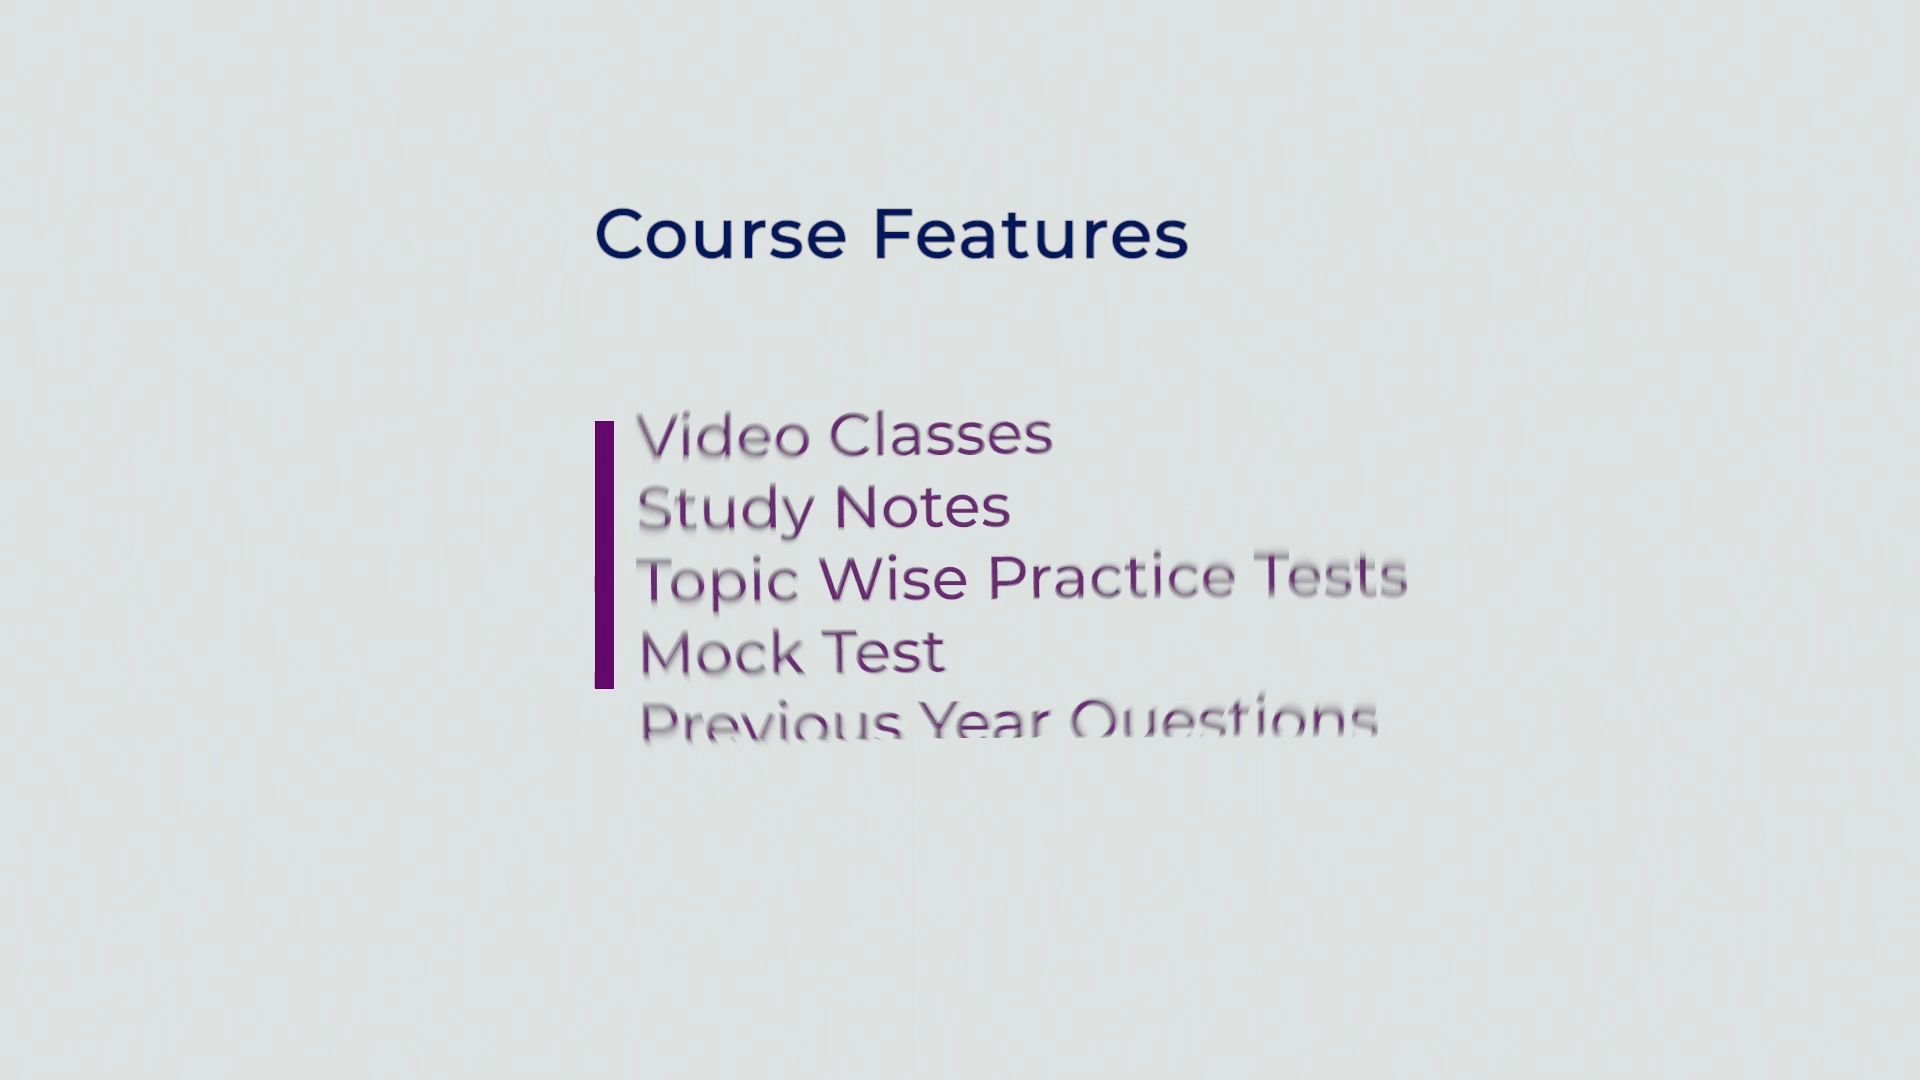 Course Features
Video Classes
Study Notes
Topic Wise Practice Tests
Mock Test
Previous Year Questions